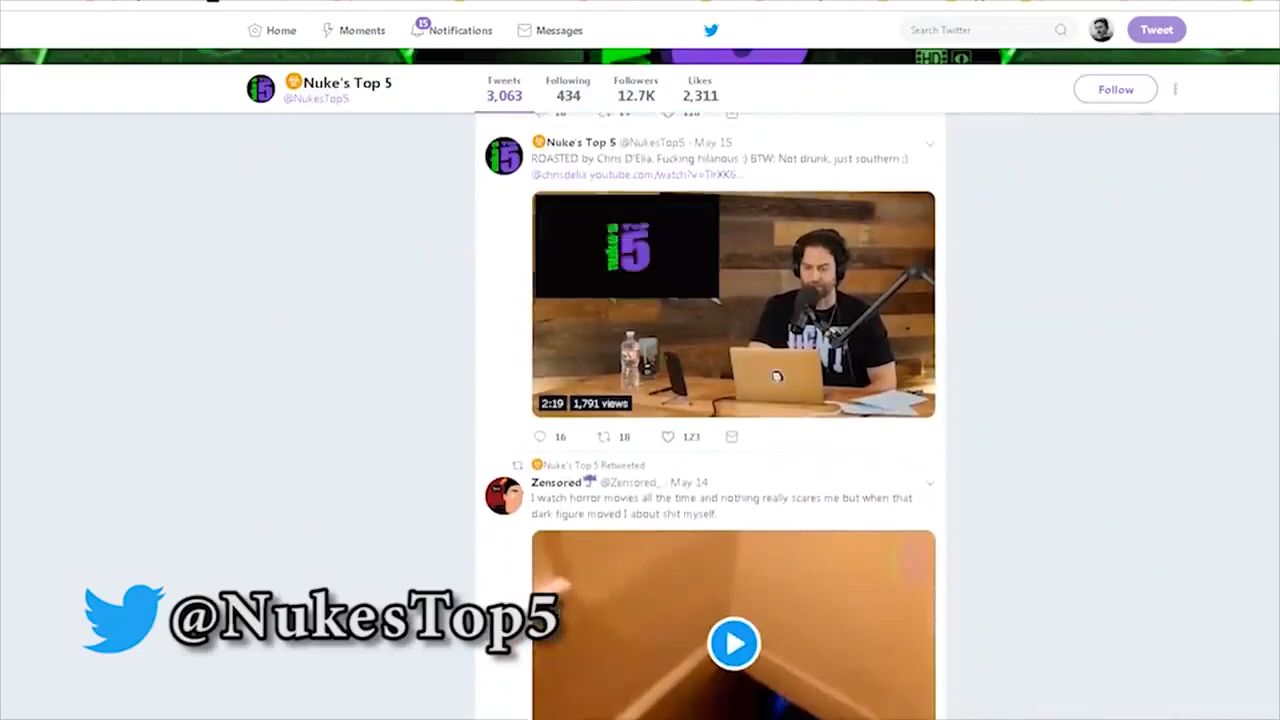 Home
Moments
15
Notifications
Messages
Search Twitter
Tweet
Nuke's Top 5
@NukesTop5
Tweets
3,063
Following
434
Followers
12.7K
Likes
2,311
Follow
Nuke's Top 5 @NukesTop5 · May 15
ROASTED by Chris D'Elia. Fucking hilarious :) BTW: Not drunk, just southern ;)
@chrisdelia youtube.com/watch?v=TlrXK6...
2:19 1,791 views
16 18 123
Nuke's Top 5 Retweeted
Zensored @Zensored_ · May 14
I watch horror movies all the time and nothing really scares me but when that
dark figure moved I about shit myself.
@NukesTop5